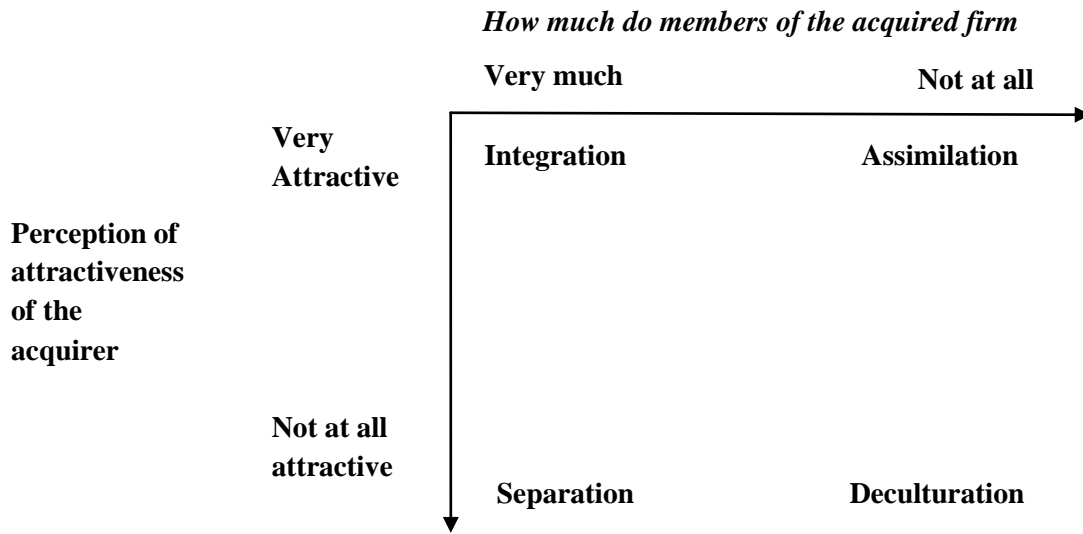 How much do members of the acquired firm
Very much
Not at all
Very
Attractive
Integration
Assimilation
Perception of
attractiveness
of the
acquirer
Not at all
attractive
Separation
Deculturation